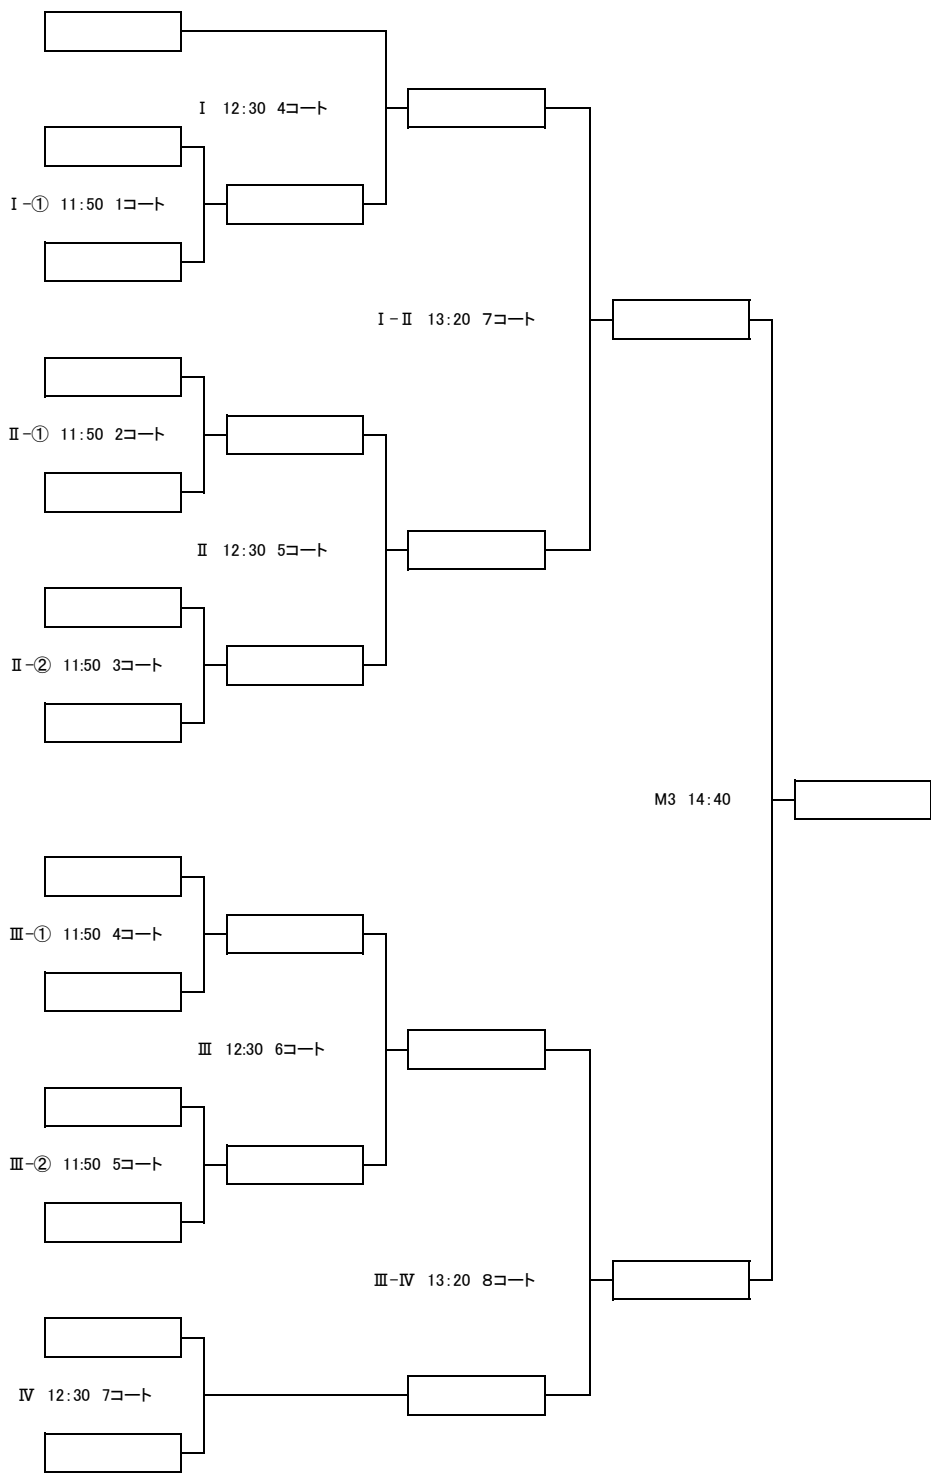 Ⅰ　12：30　4コート
Ⅰ-①　11：50　1コート
Ⅰ-Ⅱ　13：20　7コート
Ⅱ-①　11：50　2コート
Ⅱ　12：30　5コート
Ⅱ-②　11:50　3コート
M3　14：40
Ⅲ-①　11:50　4コート
Ⅲ　12:30　6コート
Ⅲ-②　11:50　5コート
Ⅲ-Ⅳ　13：20　8コート
Ⅳ　12：30　7コート